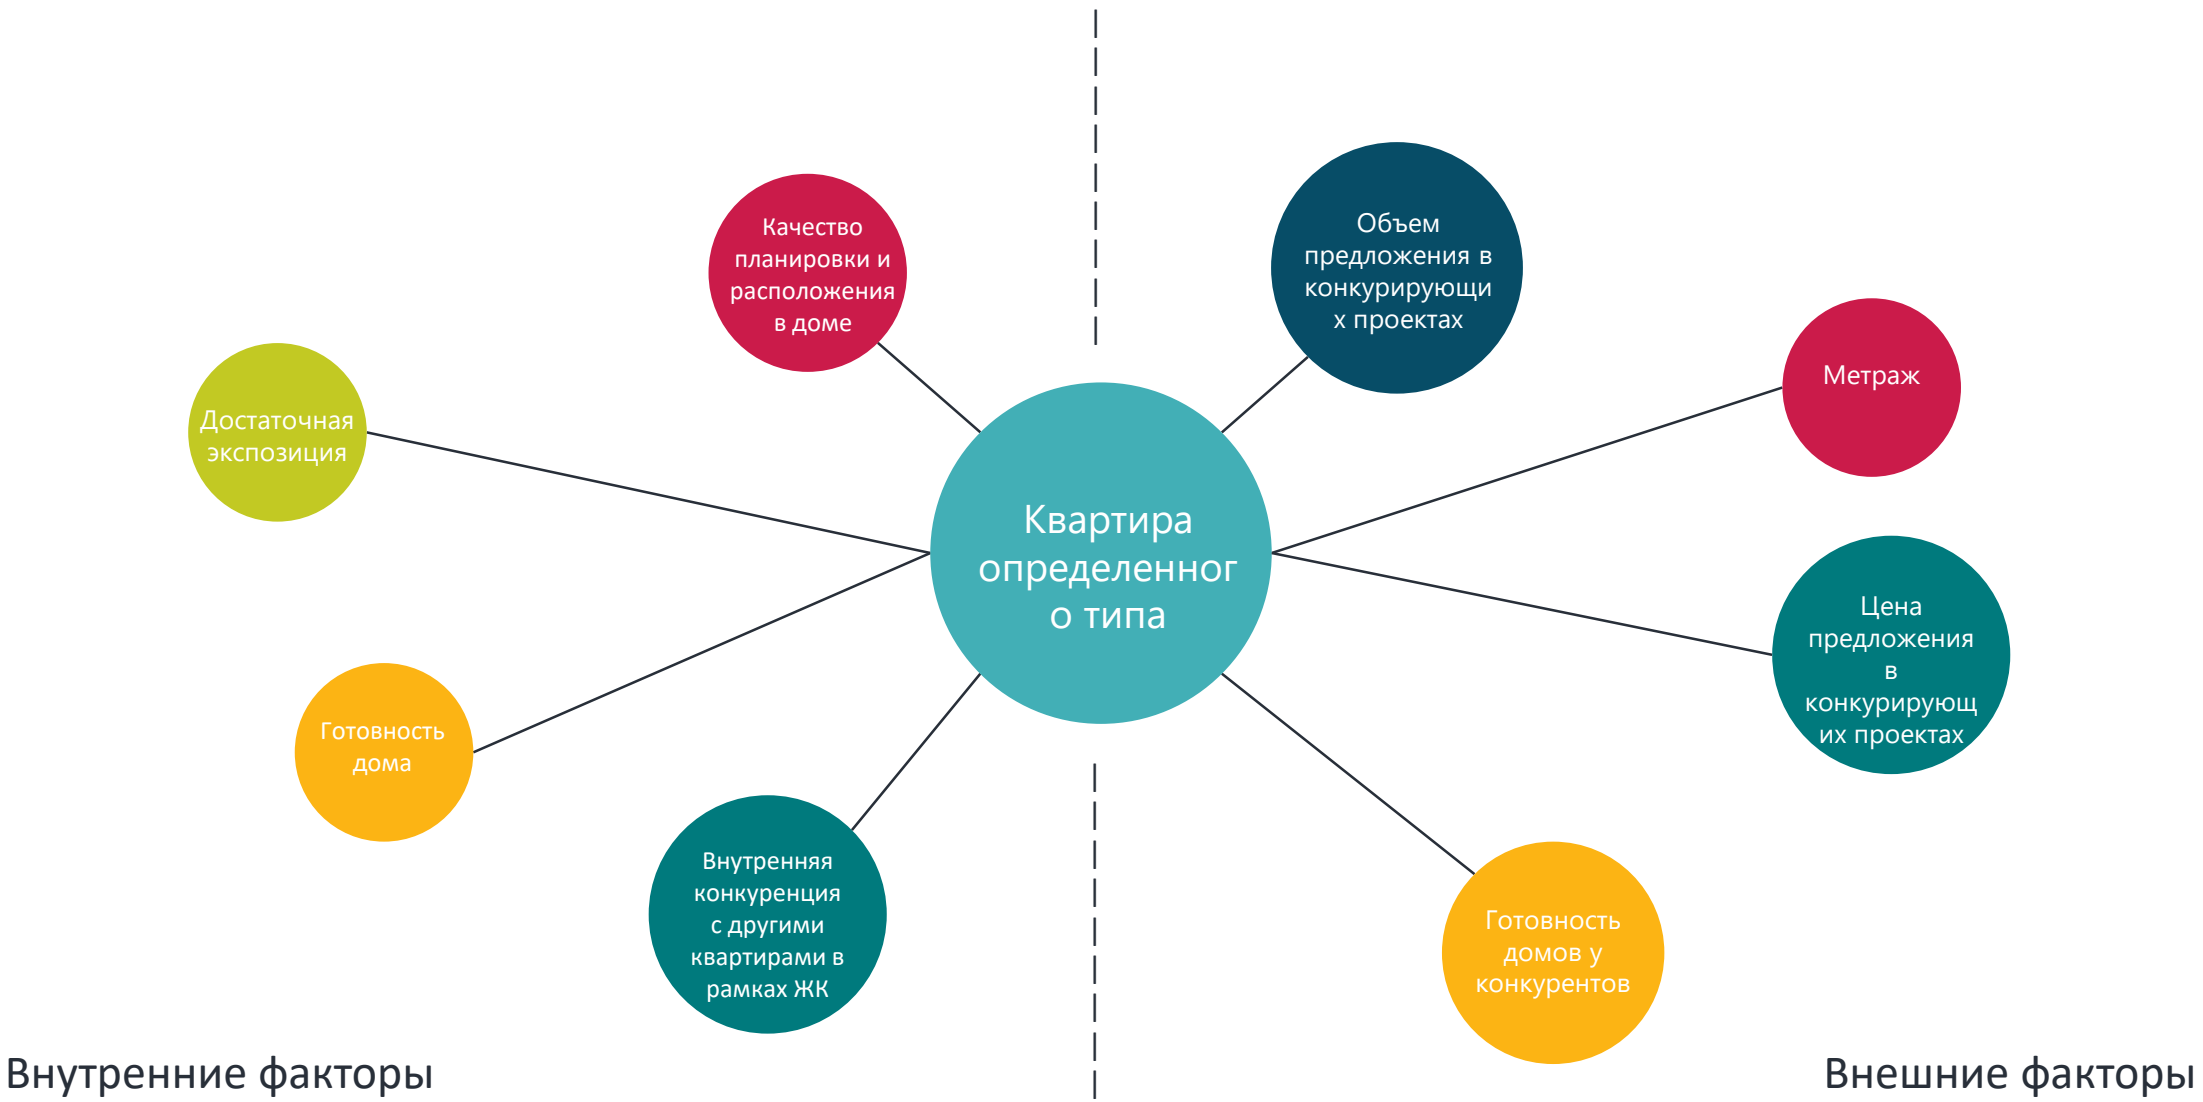 Качество
планировки и
расположения
в доме
Объем
предложения в
конкурирующи
х проектах
Метраж
Достаточная
экспозиция
Квартира
определенног
о типа
Цена
предложения
в
конкурирующ
их проектах
Готовность
дома
Внутренняя
конкуренция
с другими
квартирами в
рамках ЖК
Готовность
домов у
конкурентов
Внутренние факторы
Внешние факторы